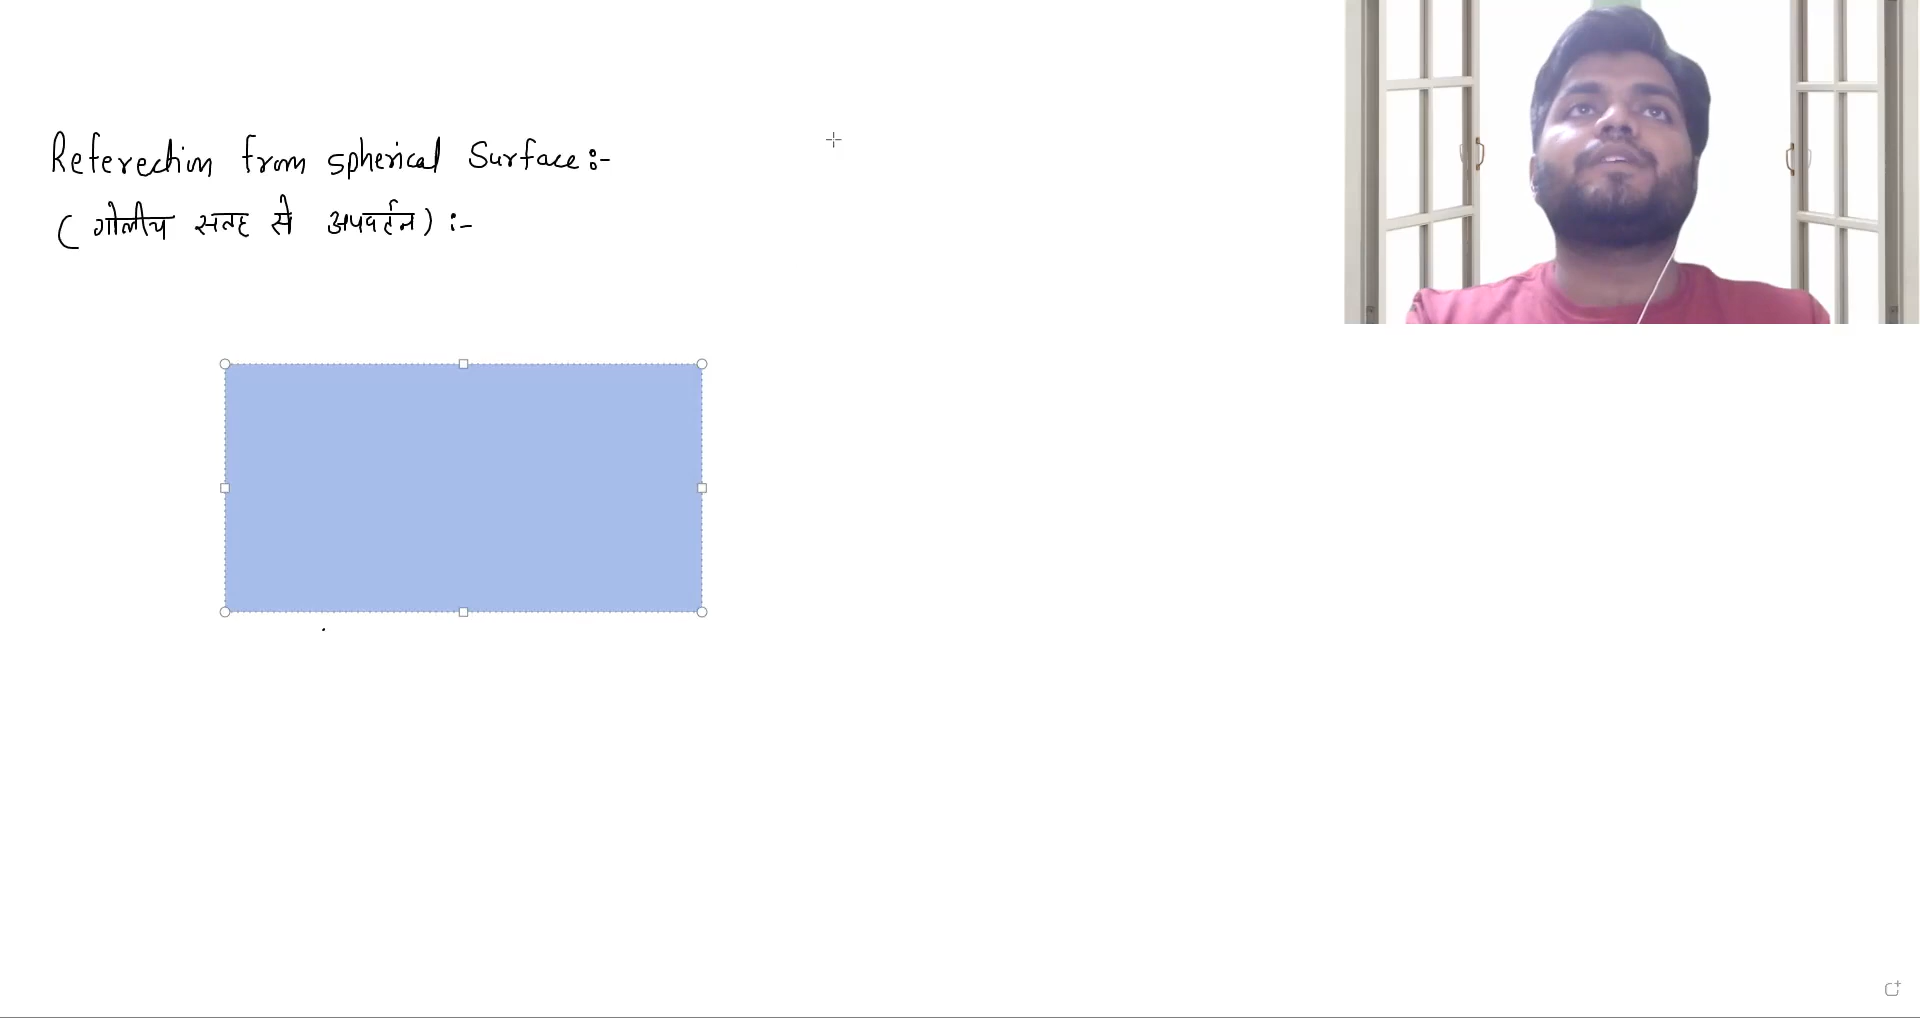 Referection from spherical Surface:-
(गोलीय सतह से अपवर्तन) :-